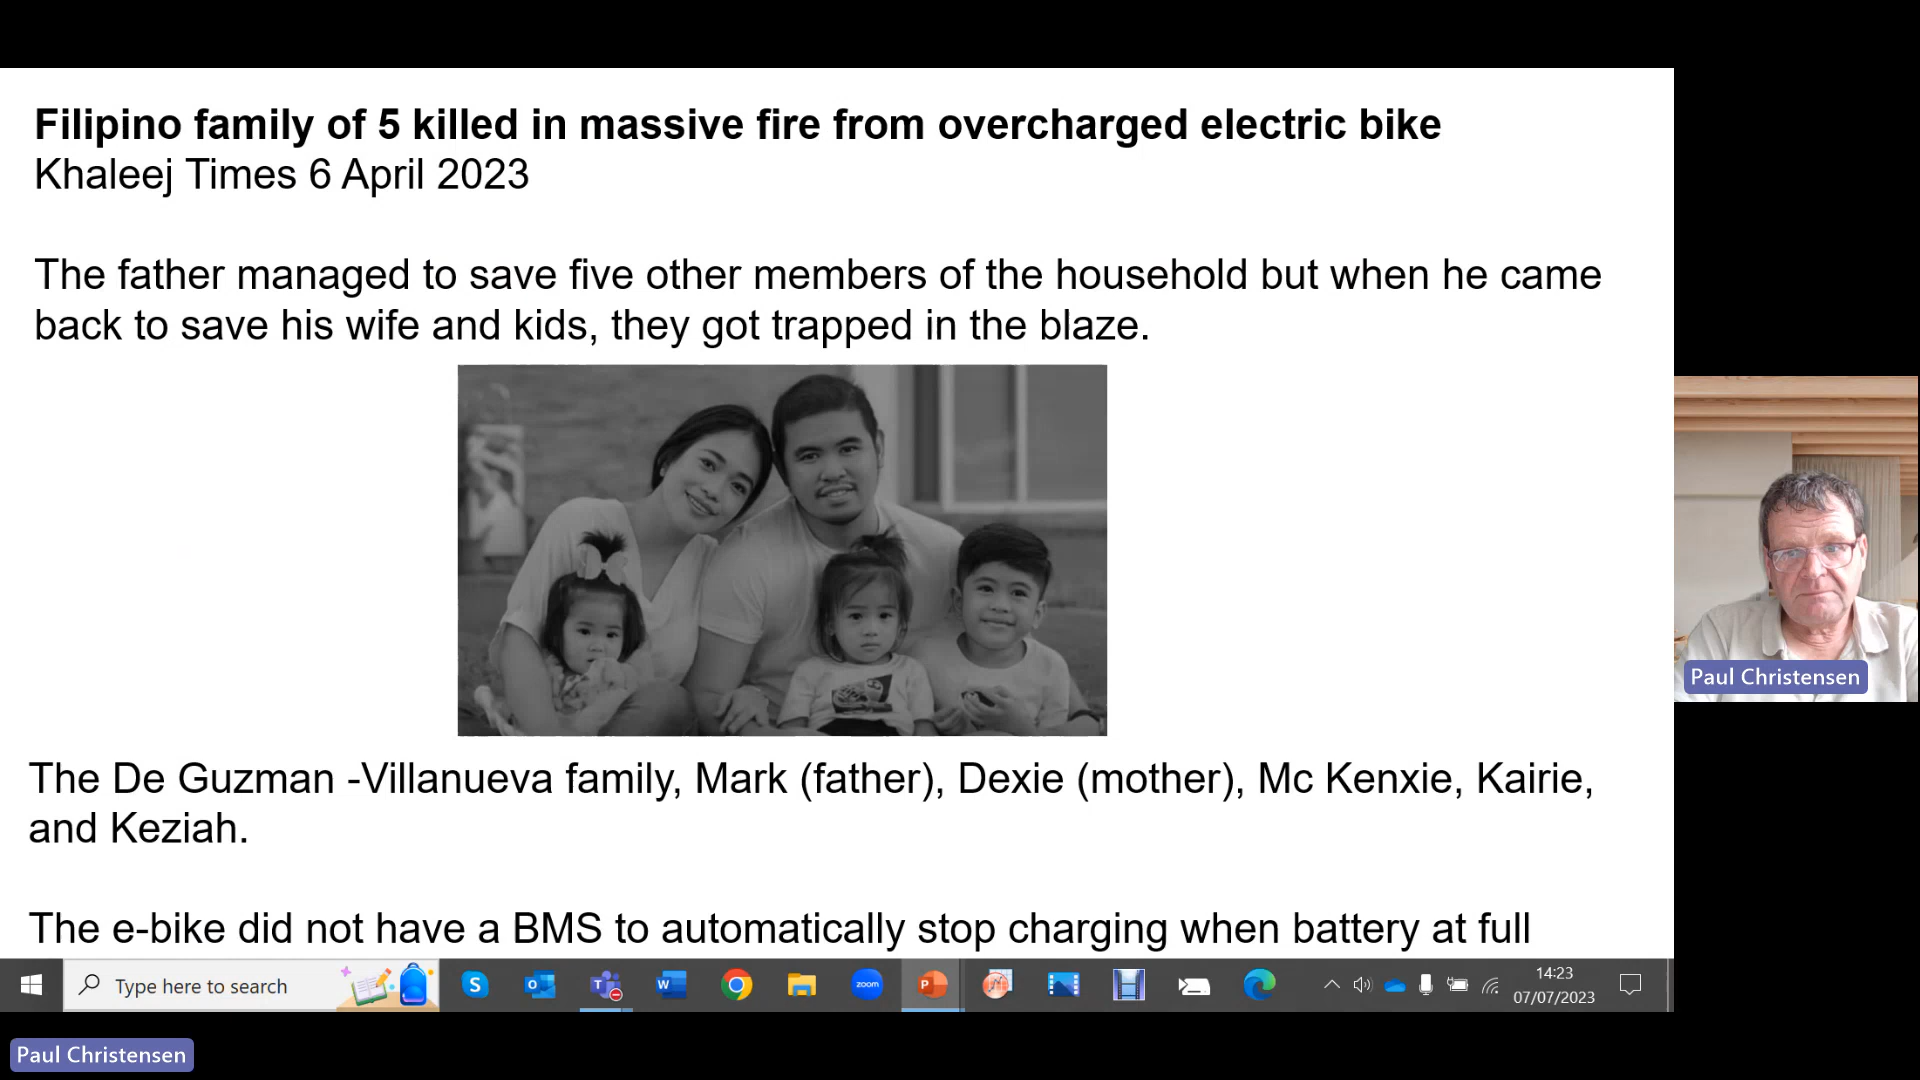 Filipino family of 5 killed in massive fire from overcharged electric bike
Khaleej Times 6 April 2023
The father managed to save five other members of the household but when he came
back to save his wife and kids, they got trapped in the blaze.
The De Guzman -Villanueva family, Mark (father), Dexie (mother), Mc Kenxie, Kairie,
and Keziah.
The e-bike did not have a BMS to automatically stop charging when battery at full
Paul Christensen
Type here to search
zoom
14:23
07/07/2023
Paul Christensen